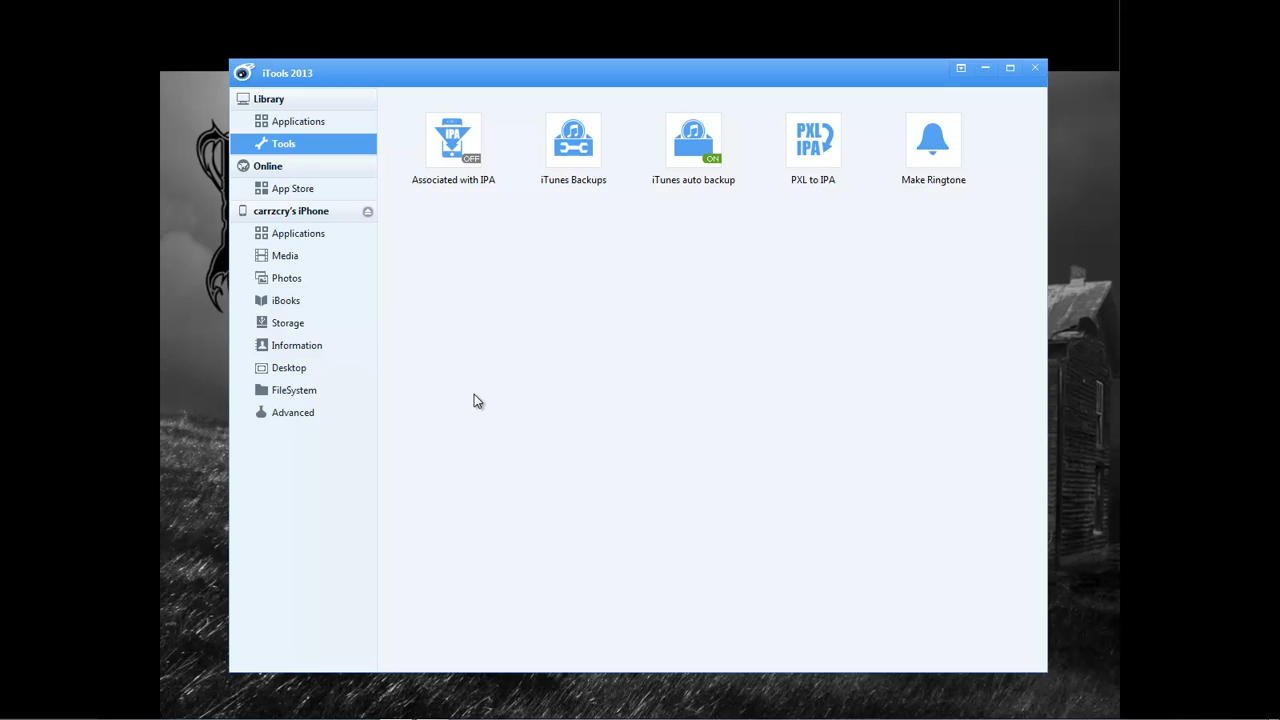 iTools 2013
Library
Applications
Tools
Online
App Store
carrzcry's iPhone
Applications
Media
Photos
iBooks
Storage
Information
Desktop
FileSystem
Advanced
IPA
OFF
Associated with IPA
iTunes Backups
ON
iTunes auto backup
PXL
IPA
PXL to IPA
Make Ringtone